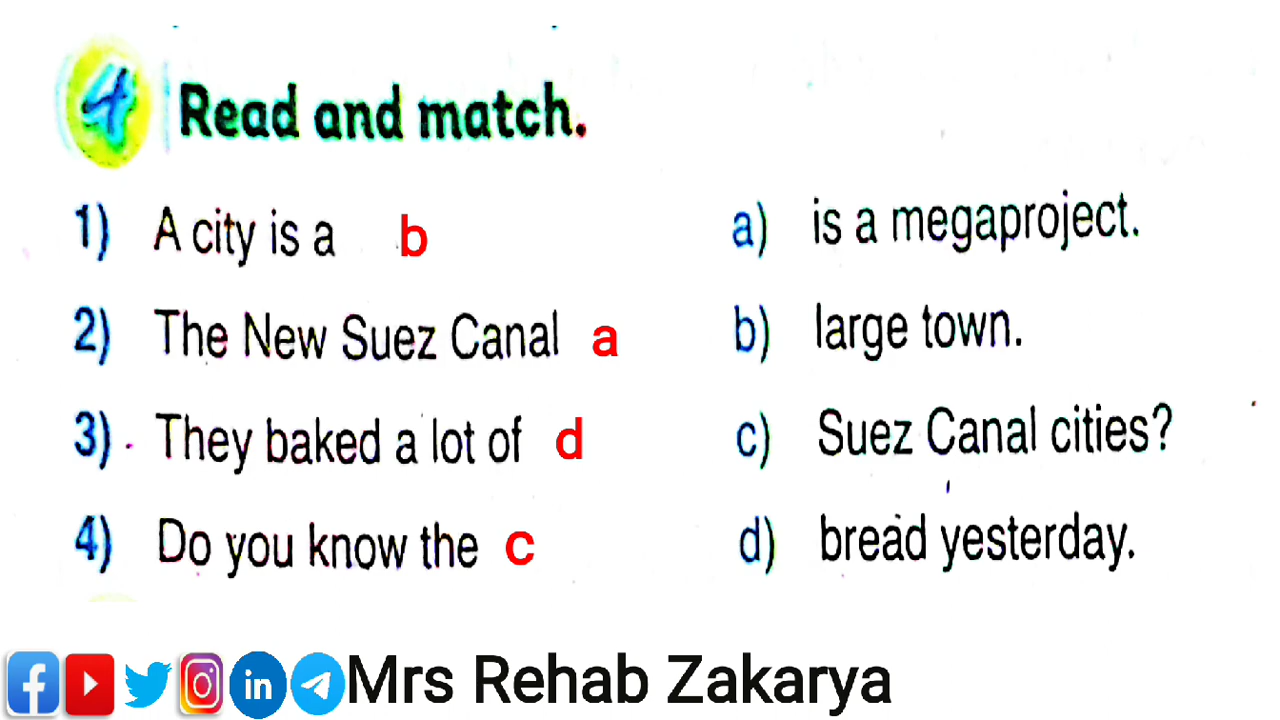 4 Read and match.
1) A city is a b a) is a megaproject.
2) The New Suez Canal a b) large town.
3) They baked a lot of d c) Suez Canal cities?
4) Do you know the c d) bread yesterday.
Mrs Rehab Zakarya